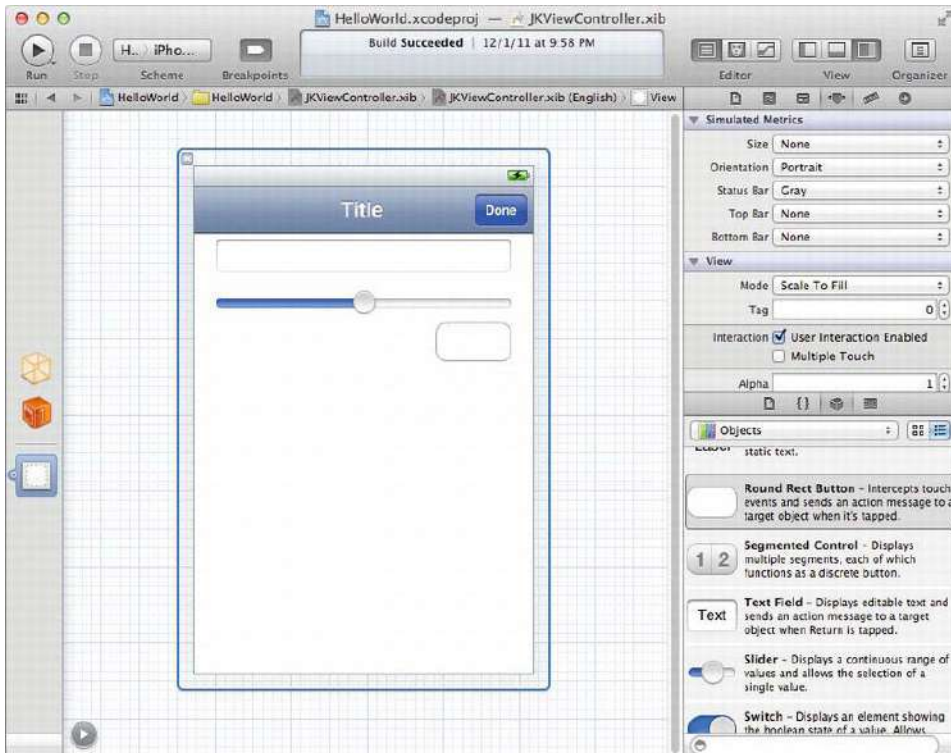 HelloWorld.xcodeproj — JKViewController.xib
H.. iPho...
Build Succeeded | 12/1/11 at 9:58 PM
Run Stop Scheme Breakpoints Editor View Organizer
HelloWorld HelloWorld JKViewController.xib JKViewController.xib (English) View
Simulated Metrics
Size None
Orientation Portrait
Status Bar Gray
Top Bar None
Bottom Bar None
View
Mode Scale To Fill
Tag 0
Interaction User Interaction Enabled
Multiple Touch
Alpha 1
Title Done
{}
Objects
Label static text.
Round Rect Button – Intercepts touch
events and sends an action message to a
target object when it's tapped.
1 2
Segmented Control – Displays
multiple segments, each of which
functions as a discrete button.
Text
Text Field – Displays editable text and
sends an action message to a target
object when Return is tapped.
Slider – Displays a continuous range of
values and allows the selection of a
single value.
Switch – Displays an element showing
the boolean state of a value. Allows